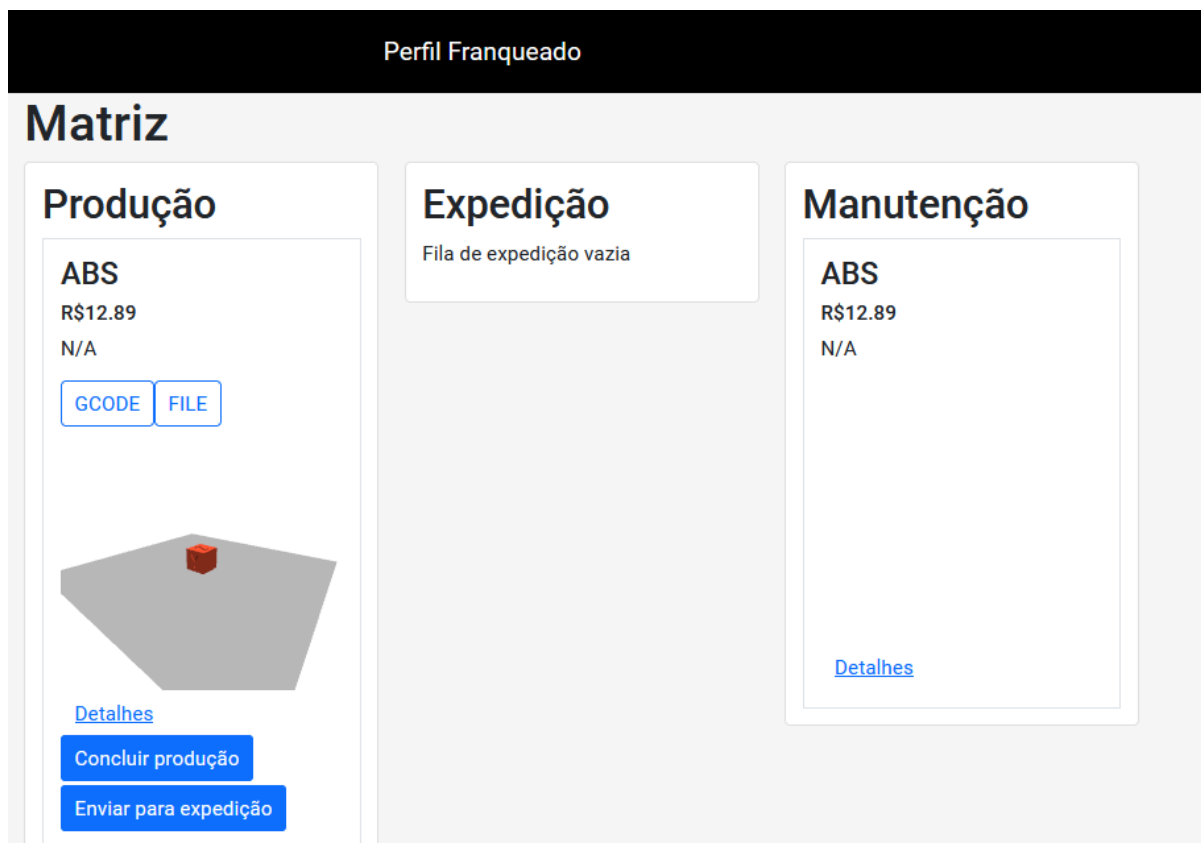 Perfil Franqueado
Matriz
Produção
ABS
R$12.89
N/A
GCODE FILE
Detalhes
Concluir produção
Enviar para expedição
Expedição
Fila de expedição vazia
Manutenção
ABS
R$12.89
N/A
Detalhes